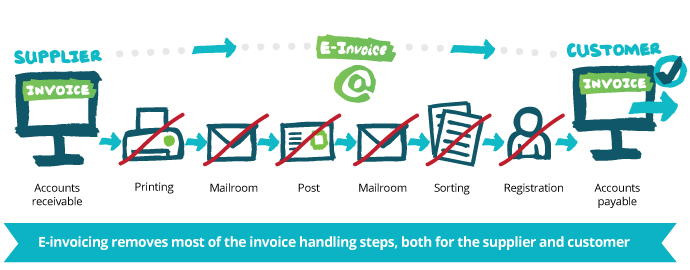 E-INVOICE
SUPPLIER
CUSTOMER
INVOICE
INVOICE
@
Accounts
receivable
Printing
Mailroom
Post
Mailroom
Sorting
Registration
Accounts
payable
E-invoicing removes most of the invoice handling steps, both for the supplier and customer